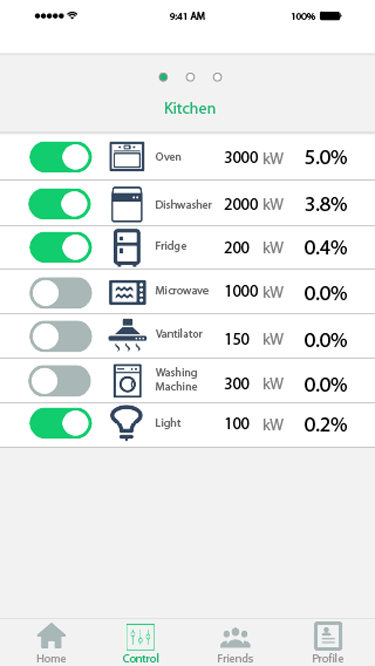 9:41 AM 100%
Kitchen
Oven 3000 kW 5.0%
Dishwasher 2000 kW 3.8%
Fridge 200 kW 0.4%
Microwave 1000 kW 0.0%
Vantilator 150 kW 0.0%
Washing
Machine 300 kW 0.0%
Light 100 kW 0.2%
Home Control Friends Profile